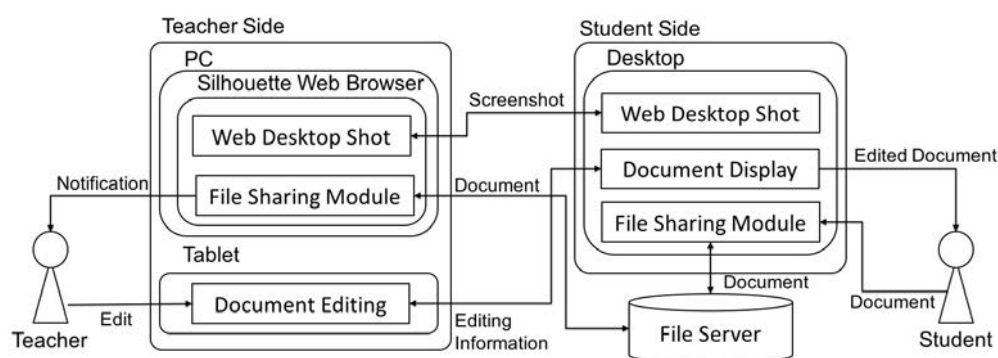 Teacher Side
PC
Silhouette Web Browser
Web Desktop Shot
File Sharing Module
Tablet
Document Editing
Notification
Teacher
Edit
Screenshot
Document
Editing
Information
Student Side
Desktop
Web Desktop Shot
Document Display
File Sharing Module
Document
File Server
Edited Document
Document
Student